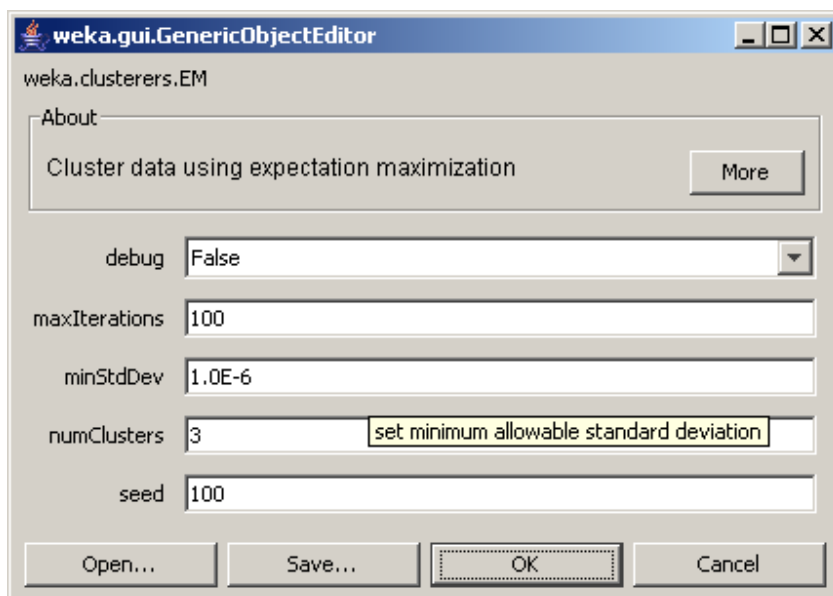 weka.gui.GenericObjectEditor
weka.clusterers.EM
About
Cluster data using expectation maximization
More
debug False
maxIterations 100
minStdDev 1.0E-6
numClusters 3
set minimum allowable standard deviation
seed 100
Open... Save... OK Cancel